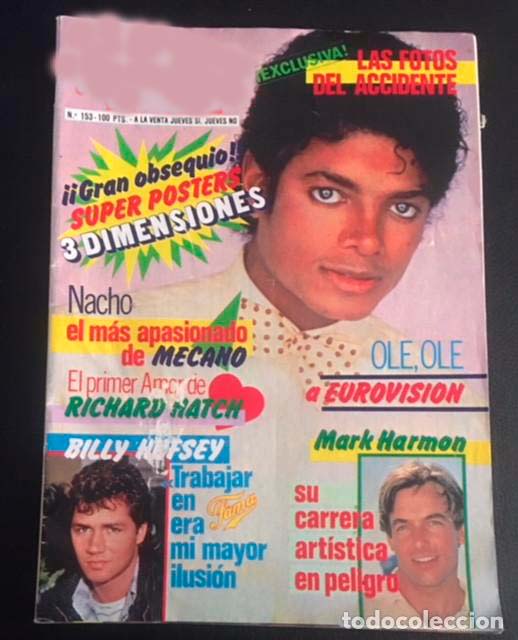 ¡EXCLUSIVA!
LAS FOTOS
DEL ACCIDENTE
N.º 153-100 PTS. - A LA VENTA JUEVES SI, JUEVES NO
¡¡Gran obsequio!!
SUPER POSTERS
3 DIMENSIONES
Nacho
el más apasionado
de MECANO
El primer Amor de
RICHARD HATCH
OLE, OLE
a EUROVISION
BILLY HUFSEY
Trabajar
en Fama
era
mi mayor
ilusión
Mark Harmon
su
carrera
artística
en peligro
todocoleccion